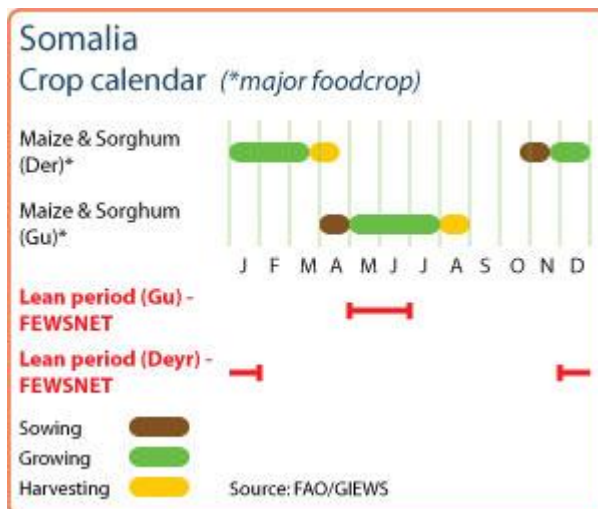 Somalia
Crop calendar (*major foodcrop)
Maize & Sorghum
(Der)*
Maize & Sorghum
(Gu)*
J F M A M J J A S O N D
Lean period (Gu) -
FEWSNET
Lean period (Deyr) -
FEWSNET
Sowing
Growing
Harvesting
Source: FAO/GIEWS